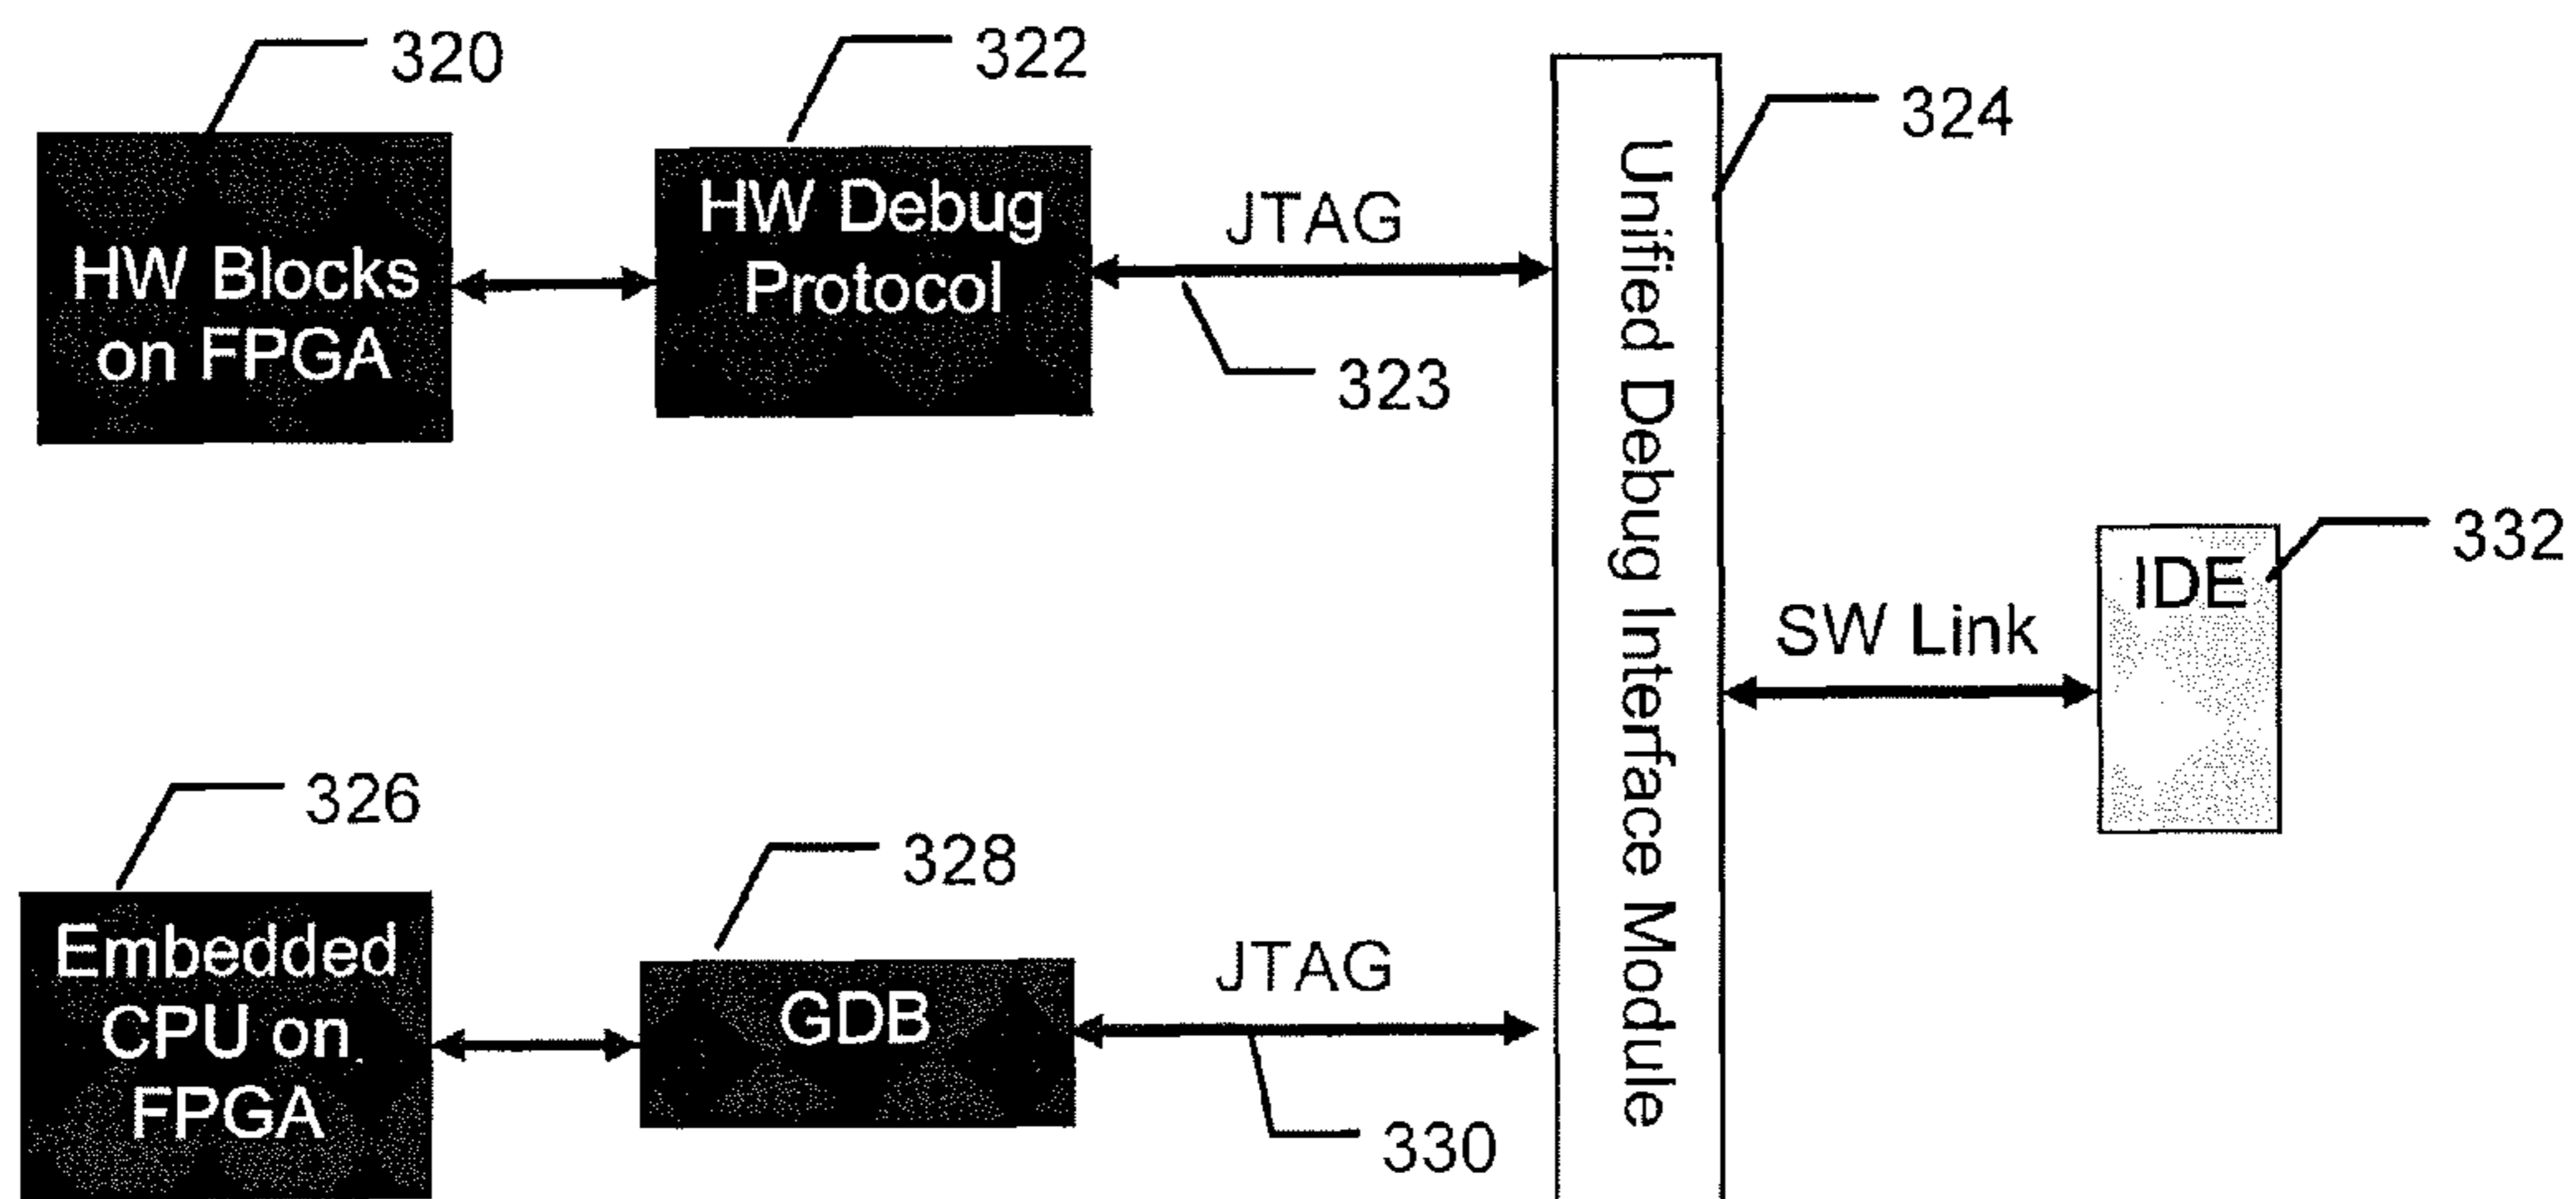 320
322
324
HW Blocks
on FPGA
HW Debug
Protocol
JTAG
323
Unified Debug Interface Module
SW Link
IDE
332
326
328
Embedded
CPU on
FPGA
GDB
JTAG
330